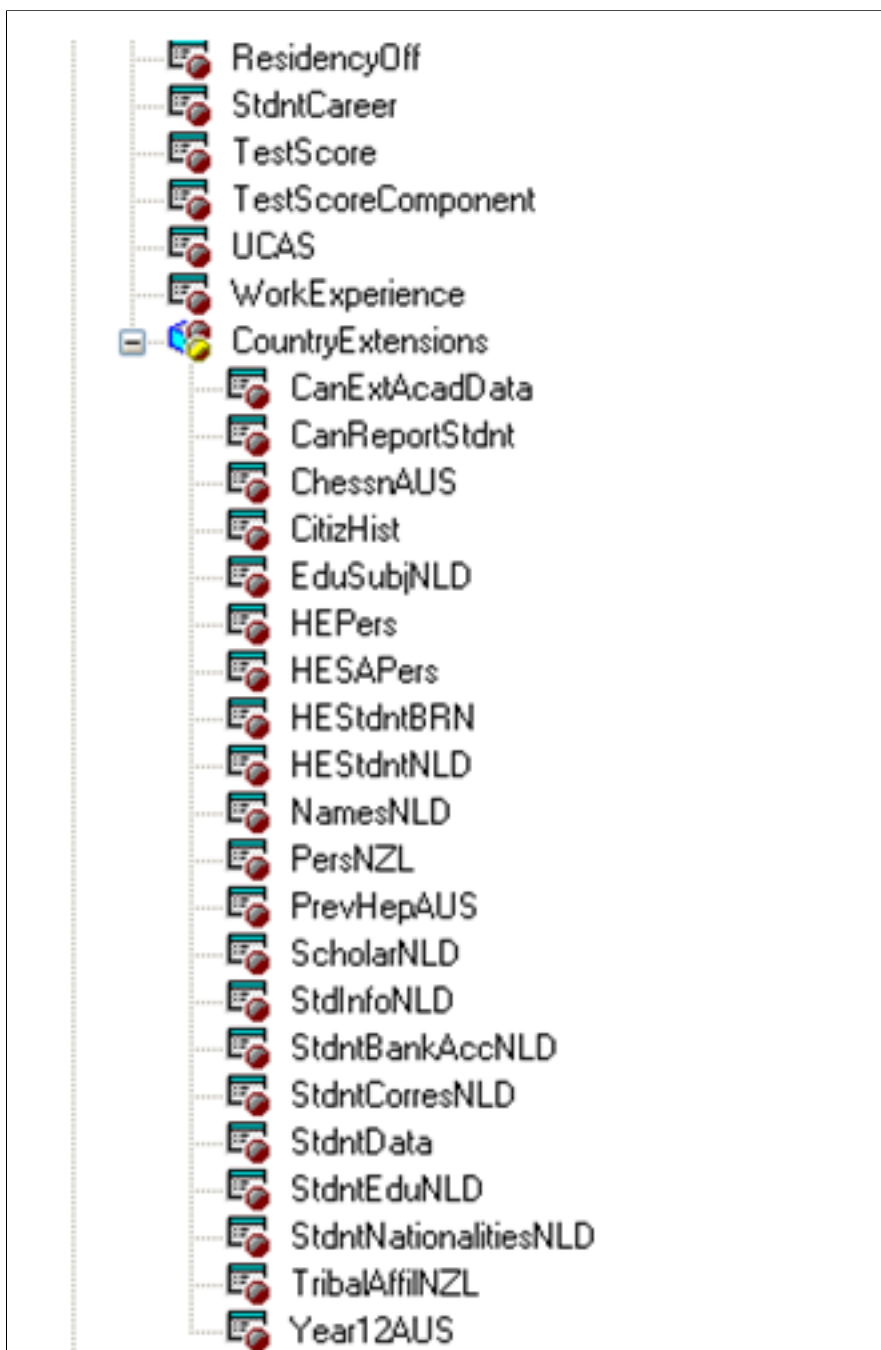 ResidencyOff
StdntCareer
TestScore
TestScoreComponent
UCAS
WorkExperience
CountryExtensions
CanExtAcadData
CanReportStdnt
ChessnAUS
CitizHist
EduSubjNLD
HEPers
HESAPers
HEStdntBRN
HEStdntNLD
NamesNLD
PersNZL
PrevHepAUS
ScholarNLD
StdInfoNLD
StdntBankAccNLD
StdntCorresNLD
StdntData
StdntEduNLD
StdntNationalitiesNLD
TribalAffilNZL
Year12AUS